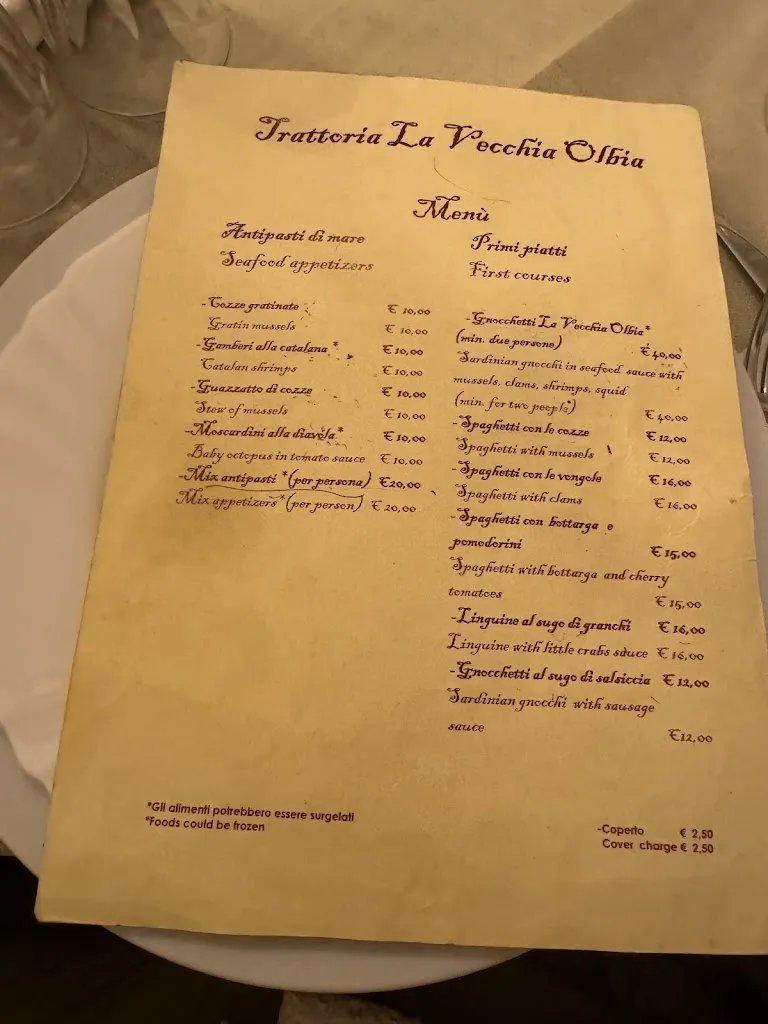 Trattoria La Vecchia Olbia
Menù
Antipasti di mare
Seafood appetizers
-Cozze gratinate € 10,00
Gratin mussels € 10,00
-Gamberi alla catalana * € 10,00
Catalan shrimps € 10,00
-Guazzatto di cozze € 10,00
Stew of mussels € 10,00
-Moscardini alla diavola * € 10,00
Baby octopus in tomato sauce € 10,00
-Mix antipasti *(per persona) € 20,00
Mix appetizers *(per person) € 20,00
Primi piatti
First courses
-Gnocchetti La Vecchia Olbia*
(min. due persone) € 40,00
Sardinian gnocchi in seafood sauce with
mussels, clams, shrimps, squid
(min. for two people) € 40,00
-Spaghetti con le cozze € 12,00
Spaghetti with mussels € 12,00
-Spaghetti con le vongole € 16,00
Spaghetti with clams € 16,00
-Spaghetti con bottarga e
pomodorini € 15,00
Spaghetti with bottarga and cherry
tomatoes € 15,00
-Linguine al sugo di granchi € 16,00
Linguine with little crabs sauce € 16,00
-Gnocchetti al sugo di salsiccia € 12,00
Sardinian gnocchi with sausage
sauce €12,00
*Gli alimenti potrebbero essere surgelati
*Foods could be frozen
-Coperto € 2,50
Cover charge € 2,50